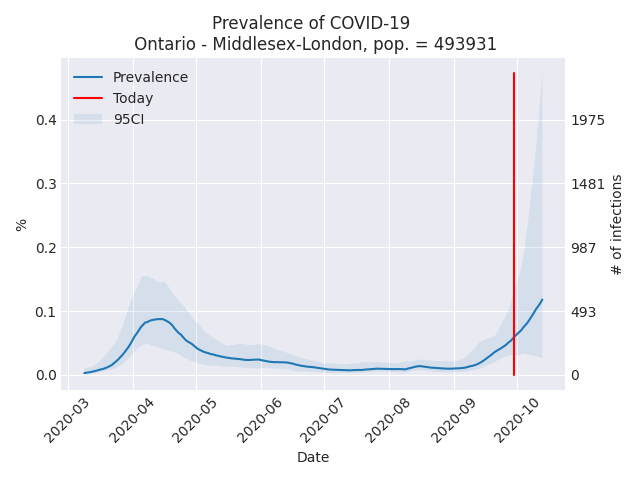 Prevalence of COVID-19
Ontario - Middlesex-London, pop. = 493931
Prevalence
Today
95CI
%
0.4
0.3
0.2
0.1
0.0
1975
1481
987
493
0
# of infections
2020-03
2020-04
2020-05
2020-06
2020-07
2020-08
2020-09
2020-10
Date